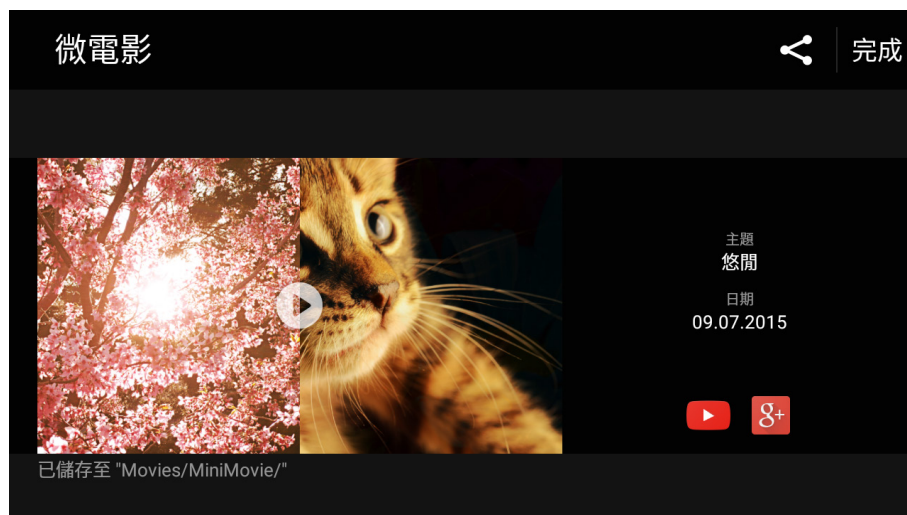 微電影
完成
主題
悠閒
日期
09.07.2015
g+
已儲存至 "Movies/MiniMovie/"